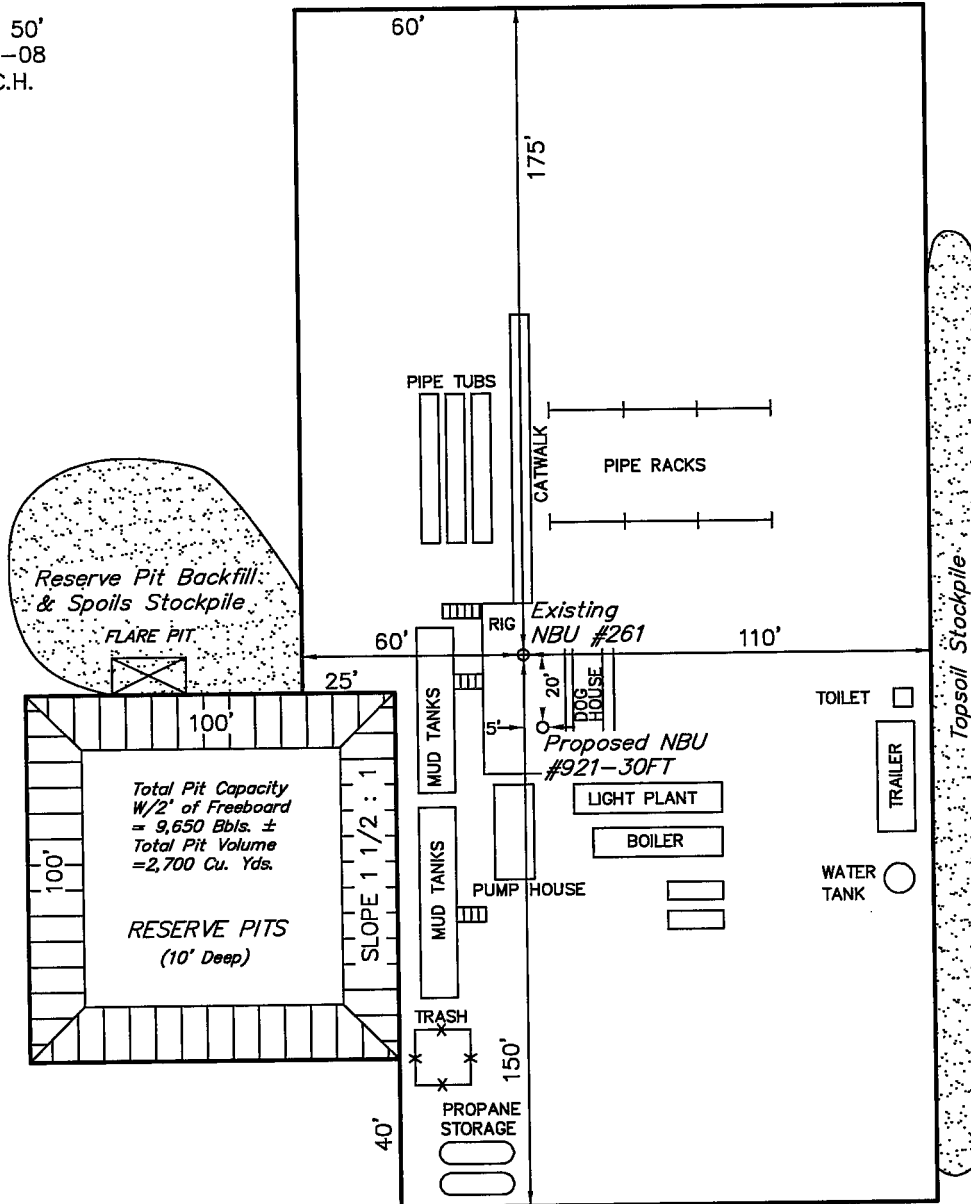 50'
-08
C.H.
60'
175'
PIPE TUBS
CATWALK
PIPE RACKS
Reserve Pit Backfill
& Spoils Stockpile
FLARE PIT
RIG
Existing
NBU #261
60'
110'
25'
100'
20'
DOG
HOUSE
5'
Proposed NBU
#921-30FT
TOILET
Topsoil Stockpile
TRAILER
MUD TANKS
LIGHT PLANT
BOILER
Total Pit Capacity
W/2' of Freeboard
= 9,650 Bbls. ±
Total Pit Volume
=2,700 Cu. Yds.
100'
SLOPE 1 1/2 : 1
MUD TANKS
PUMP HOUSE
WATER
TANK
RESERVE PITS
(10' Deep)
TRASH
150'
40'
PROPANE
STORAGE